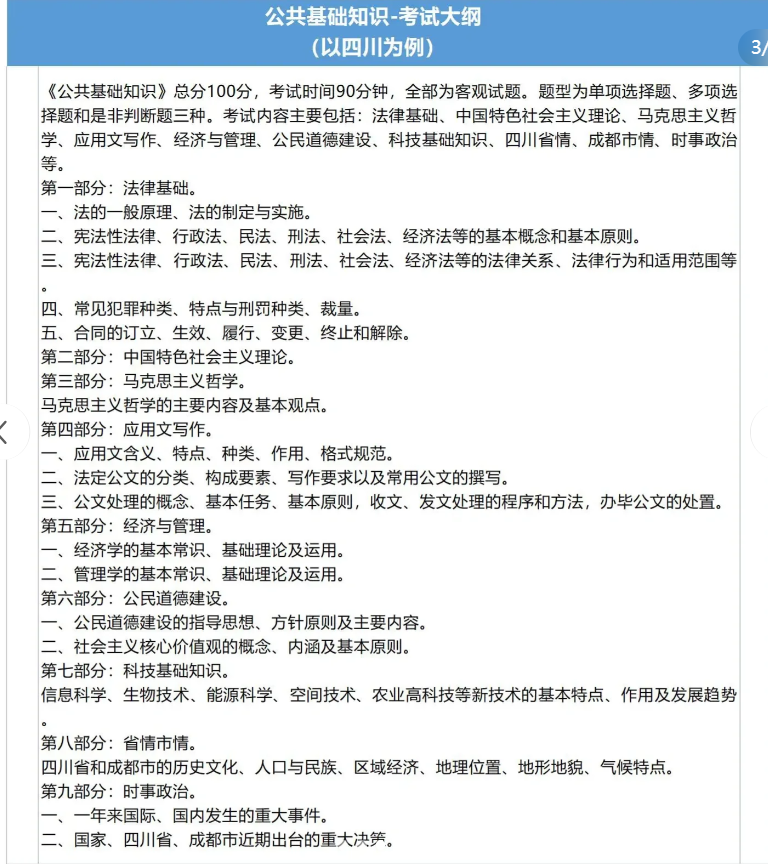 公共基础知识-考试大纲
（以四川为例）
3/
《公共基础知识》总分100分，考试时间90分钟，全部为客观试题。题型为单项选择题、多项选
择题和是非判断题三种。考试内容主要包括：法律基础、中国特色社会主义理论、马克思主义哲
学、应用文写作、经济与管理、公民道德建设、科技基础知识、四川省情、成都市情、时事政治
等。
第一部分：法律基础。
一、法的一般原理、法的制定与实施。
二、宪法性法律、行政法、民法、刑法、社会法、经济法等的基本概念和基本原则。
三、宪法性法律、行政法、民法、刑法、社会法、经济法等的法律关系、法律行为和适用范围等
。
四、常见犯罪种类、特点与刑罚种类、裁量。
五、合同的订立、生效、履行、变更、终止和解除。
第二部分：中国特色社会主义理论。
第三部分：马克思主义哲学。
马克思主义哲学的主要内容及基本观点。
第四部分：应用文写作。
一、应用文含义、特点、种类、作用、格式规范。
二、法定公文的分类、构成要素、写作要求以及常用公文的撰写。
三、公文处理的概念、基本任务、基本原则，收文、发文处理的程序和方法，办毕公文的处置。
第五部分：经济与管理。
一、经济学的基本常识、基础理论及运用。
二、管理学的基本常识、基础理论及运用。
第六部分：公民道德建设。
一、公民道德建设的指导思想、方针原则及主要内容。
二、社会主义核心价值观的概念、内涵及基本原则。
第七部分：科技基础知识。
信息科学、生物技术、能源科学、空间技术、农业高科技等新技术的基本特点、作用及发展趋势
。
第八部分：省情市情。
四川省和成都市的历史文化、人口与民族、区域经济、地理位置、地形地貌、气候特点。
第九部分：时事政治。
一、一年来国际、国内发生的重大事件。
二、国家、四川省、成都市近期出台的重大决策。